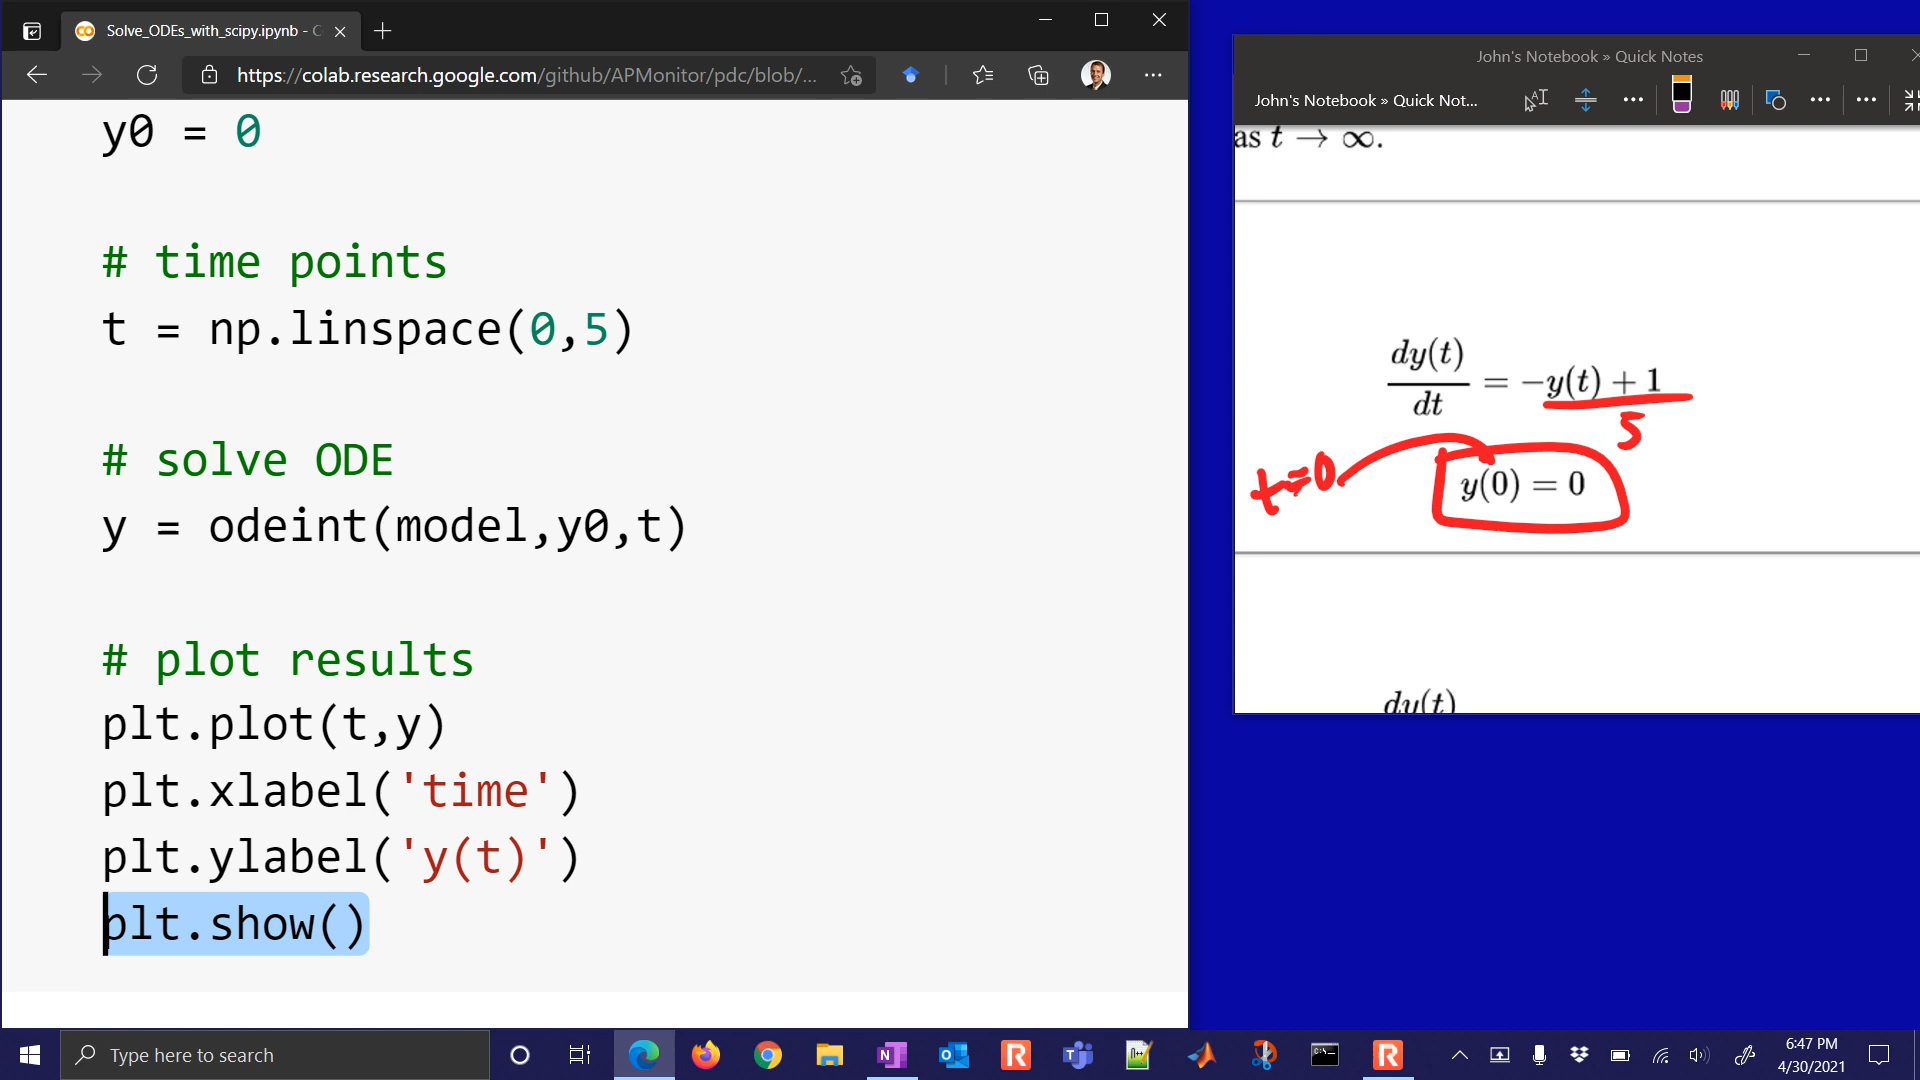 Solve_ODEs_with_scipy.ipynb - C
https://colab.research.google.com/github/APMonitor/pdc/blob/...
y0 = 0
# time points
t = np.linspace(0,5)
# solve ODE
y = odeint(model,y0,t)
# plot results
plt.plot(t,y)
plt.xlabel('time')
plt.ylabel('y(t)')
plt.show()
John's Notebook » Quick Notes
John's Notebook » Quick Not...
as t → ∞.
dy(t)
dt
= -y(t) + 1
5
t=0
y(0) = 0
dy(t)
Type here to search
6:47 PM
4/30/2021